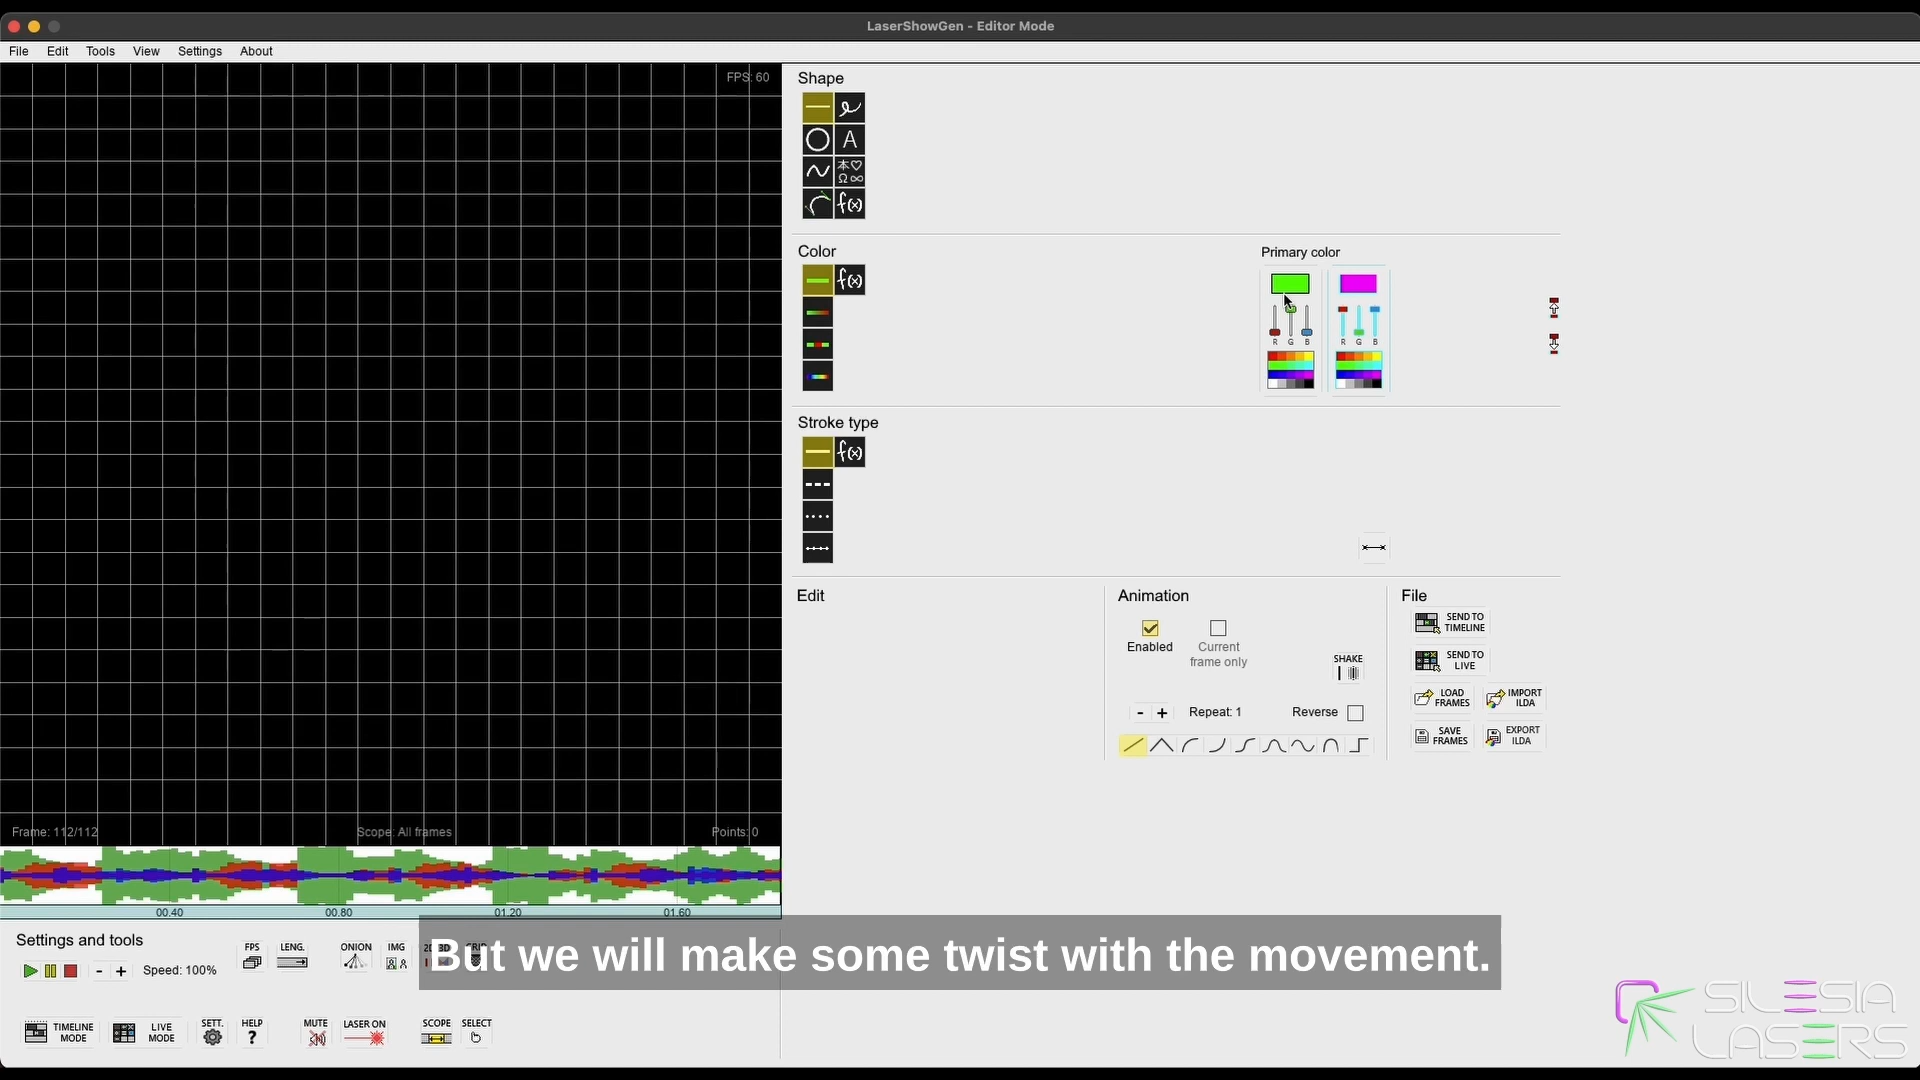 LaserShowGen - Editor Mode
File Edit Tools View Settings About
FPS: 60
Shape
A
本♡
Ω∞
f(x)
Color
Primary color
f(x)
R G B
R G B
Stroke type
f(x)
Edit
Animation
File
Enabled
Current
frame only
SHAKE
SEND TO
TIMELINE
SEND TO
LIVE
LOAD
FRAMES
IMPORT
ILDA
- + Repeat: 1 Reverse
SAVE
FRAMES
EXPORT
ILDA
Frame: 112/112 Scope: All frames Points: 0
00.40 00.80 01.20 01.60
Settings and tools
- + Speed: 100%
FPS LENG. ONION IMG
But we will make some twist with the movement.
TIMELINE
MODE
LIVE
MODE
SETT. HELP
?
MUTE LASER ON SCOPE SELECT
SILESIA
LASERS